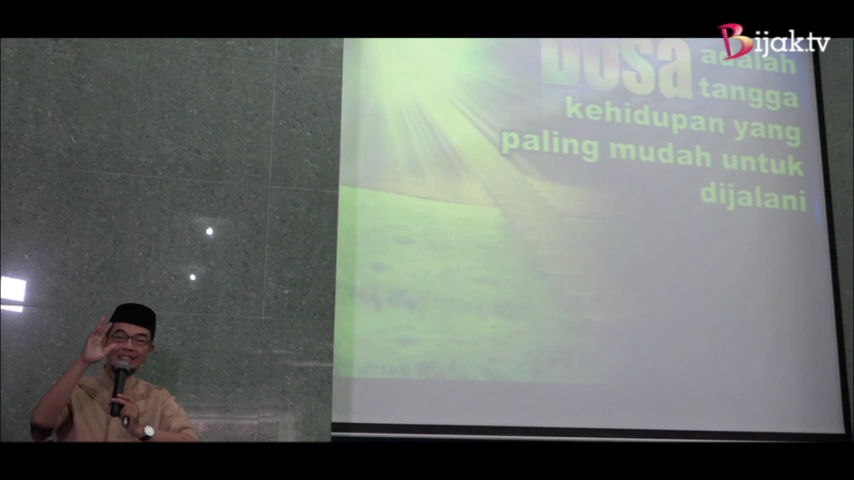 Bijak.tv
Dosa adalah
tangga
kehidupan yang
paling mudah untuk
dijalani